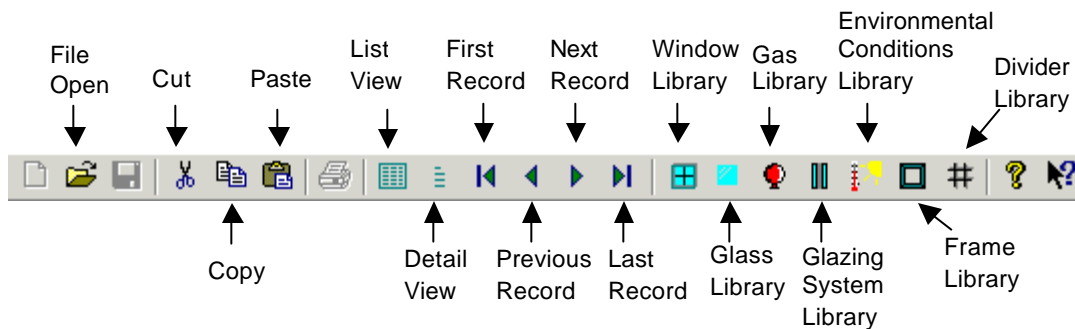 File
Open
Cut
Paste
List
View
First
Record
Next
Record
Window
Library
Gas
Library
Environmental
Conditions
Library
Divider
Library
Copy
Detail
View
Previous
Record
Last
Record
Glass
Library
Glazing
System
Library
Frame
Library